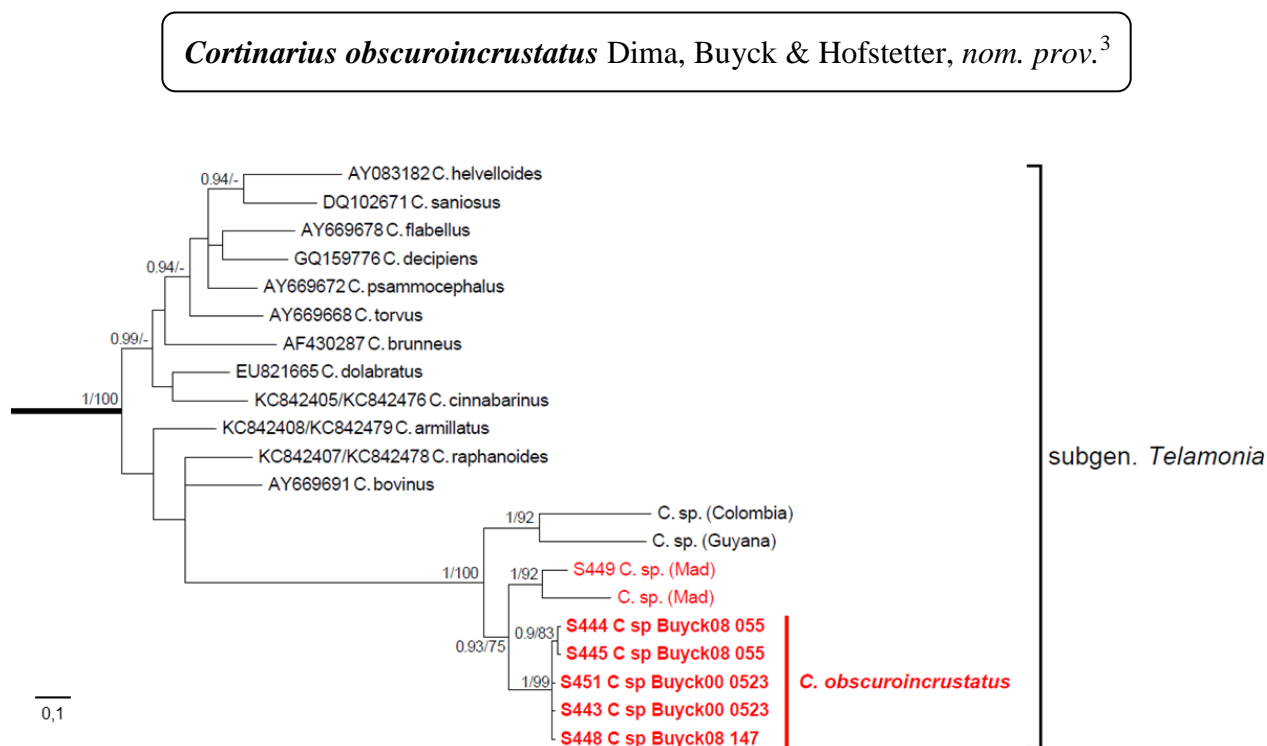 Cortinarius obscuroincrustatus Dima, Buyck & Hofstetter, nom. prov.3
AY083182 C. helvelloides
0.94/-
DQ102671 C. saniosus
AY669678 C. flabellus
GQ159776 C. decipiens
0.94/-
AY669672 C. psammocephalus
AY669668 C. torvus
0.99/-
AF430287 C. brunneus
EU821665 C. dolabratus
1/100
KC842405/KC842476 C. cinnabarinus
KC842408/KC842479 C. armillatus
KC842407/KC842478 C. raphanoides
subgen. Telamonia
AY669691 C. bovinus
C. sp. (Colombia)
1/92
C. sp. (Guyana)
S449 C. sp. (Mad)
1/100
1/92
C. sp. (Mad)
S444 C sp Buyck08 055
0.9/83
0.93/75
S445 C sp Buyck08 055
1/99
S451 C sp Buyck00 0523
C. obscuroincrustatus
S443 C sp Buyck00 0523
0,1
S448 C sp Buyck08 147